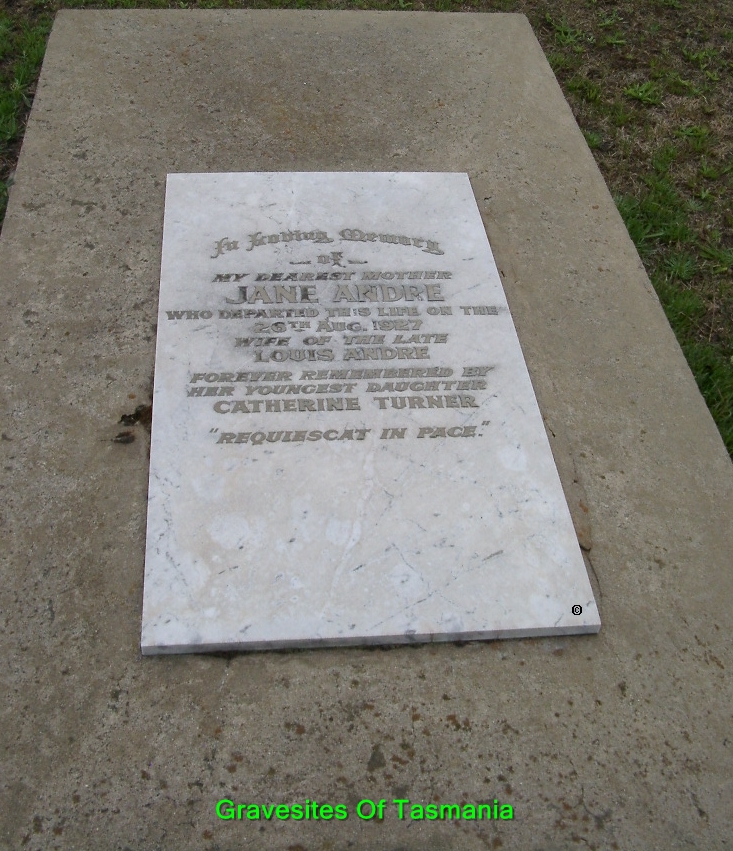 In Loving Memory
OF
MY DEAREST MOTHER
JANE ANDRE
WHO DEPARTED THIS LIFE ON THE
26TH AUG. 1927
WIFE OF THE LATE
LOUIS ANDRE
FOREVER REMEMBERED BY
HER YOUNGEST DAUGHTER
CATHERINE TURNER
"REQUIESCAT IN PACE."
©
Gravesites Of Tasmania